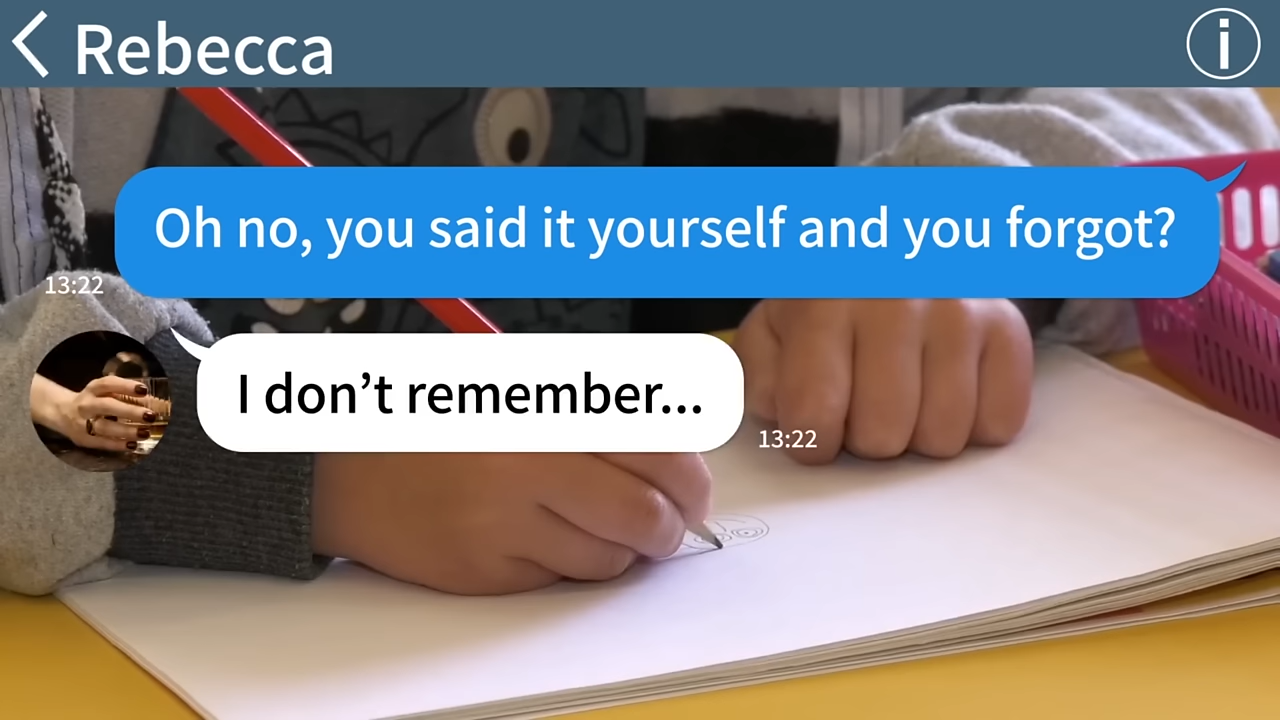 Rebecca
i
Oh no, you said it yourself and you forgot?
13:22
I don’t remember...
13:22